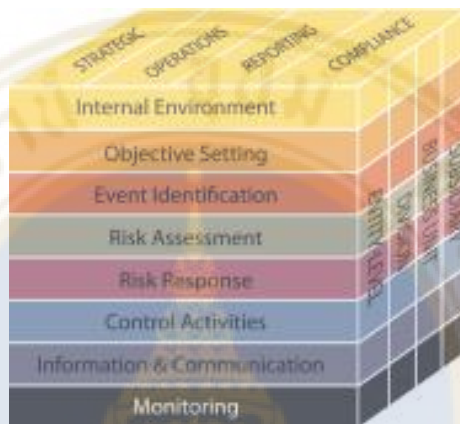 STRATEGIC
OPERATIONS
REPORTING
COMPLIANCE
Internal Environment
Objective Setting
Event Identification
Risk Assessment
Risk Response
Control Activities
Information & Communication
Monitoring
ENTITY-LEVEL
DIVISION
BUSINESS UNIT
SUBSIDIARY